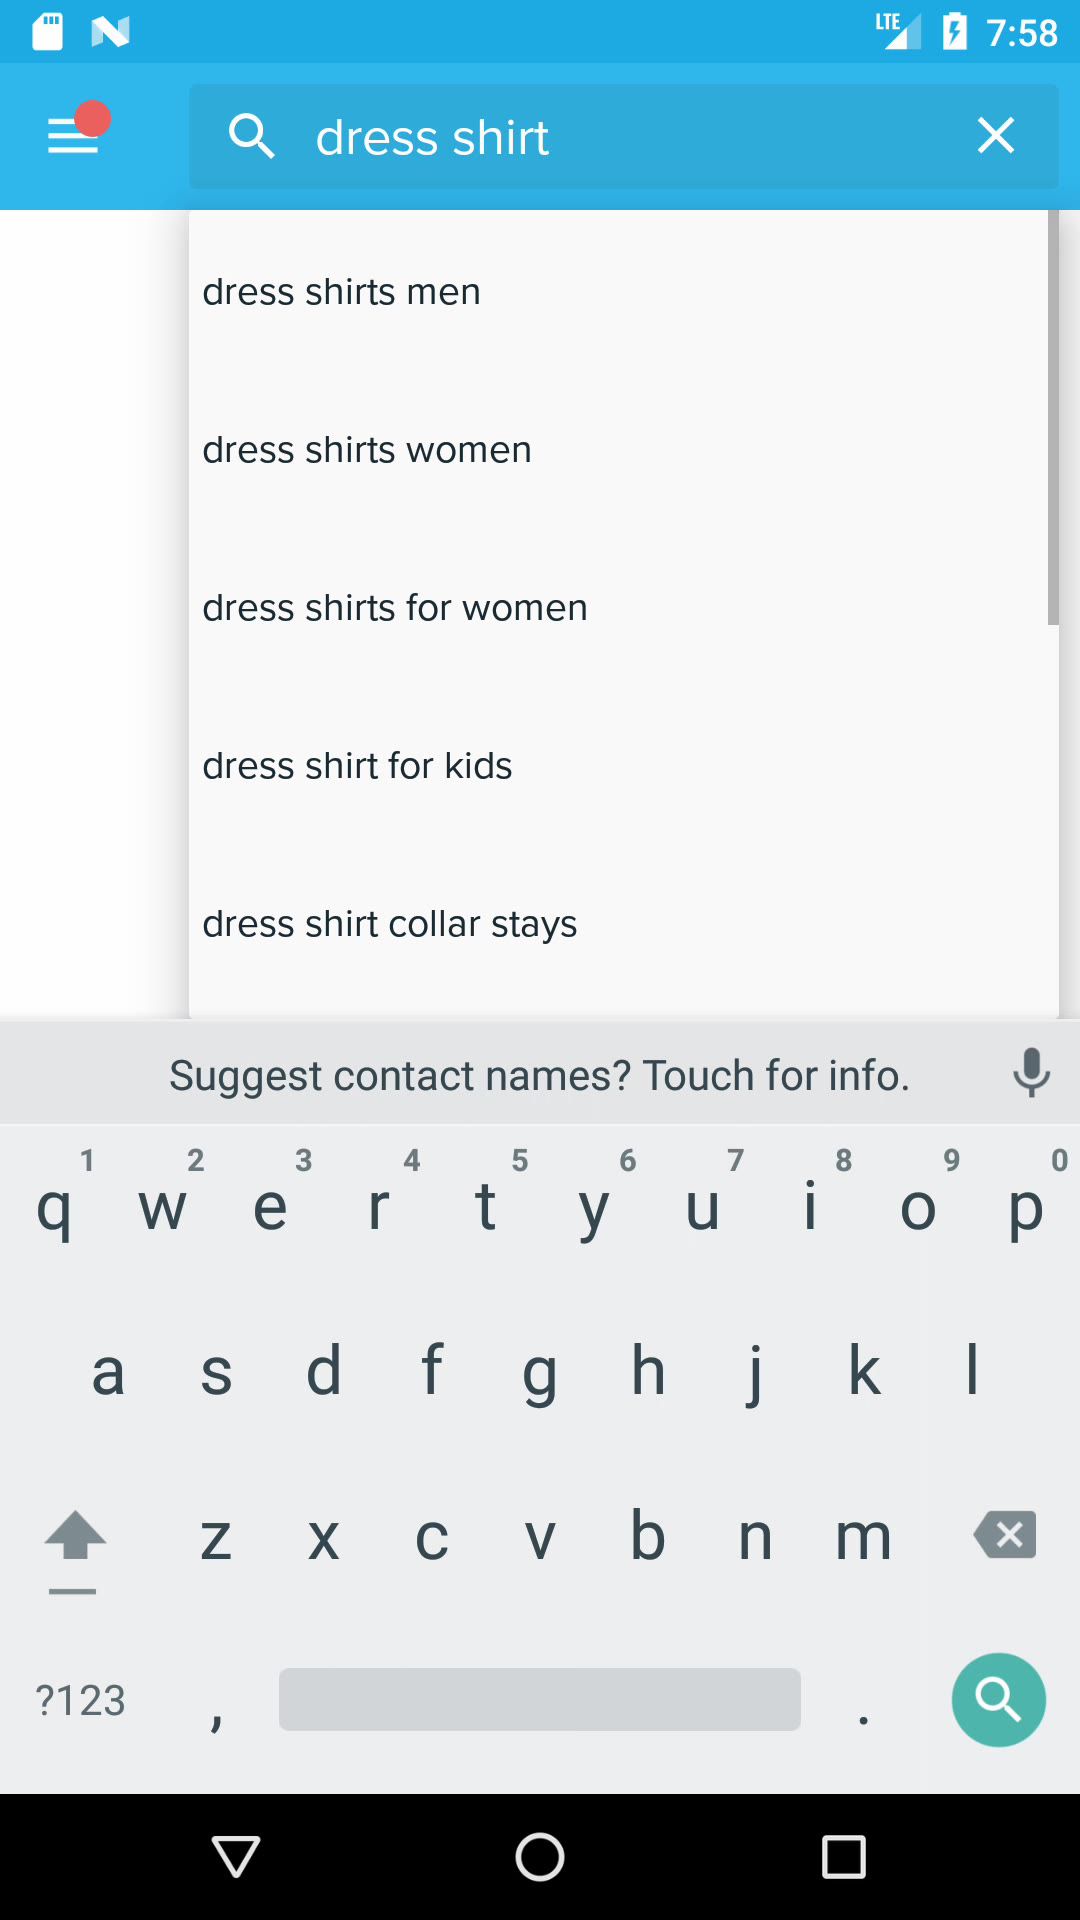 LTE 7:58
dress shirt
dress shirts men
dress shirts women
dress shirts for women
dress shirt for kids
dress shirt collar stays
Suggest contact names? Touch for info.
1 2 3 4 5 6 7 8 9 0
q w e r t y u i o p
a s d f g h j k l
z x c v b n m
?123 , .